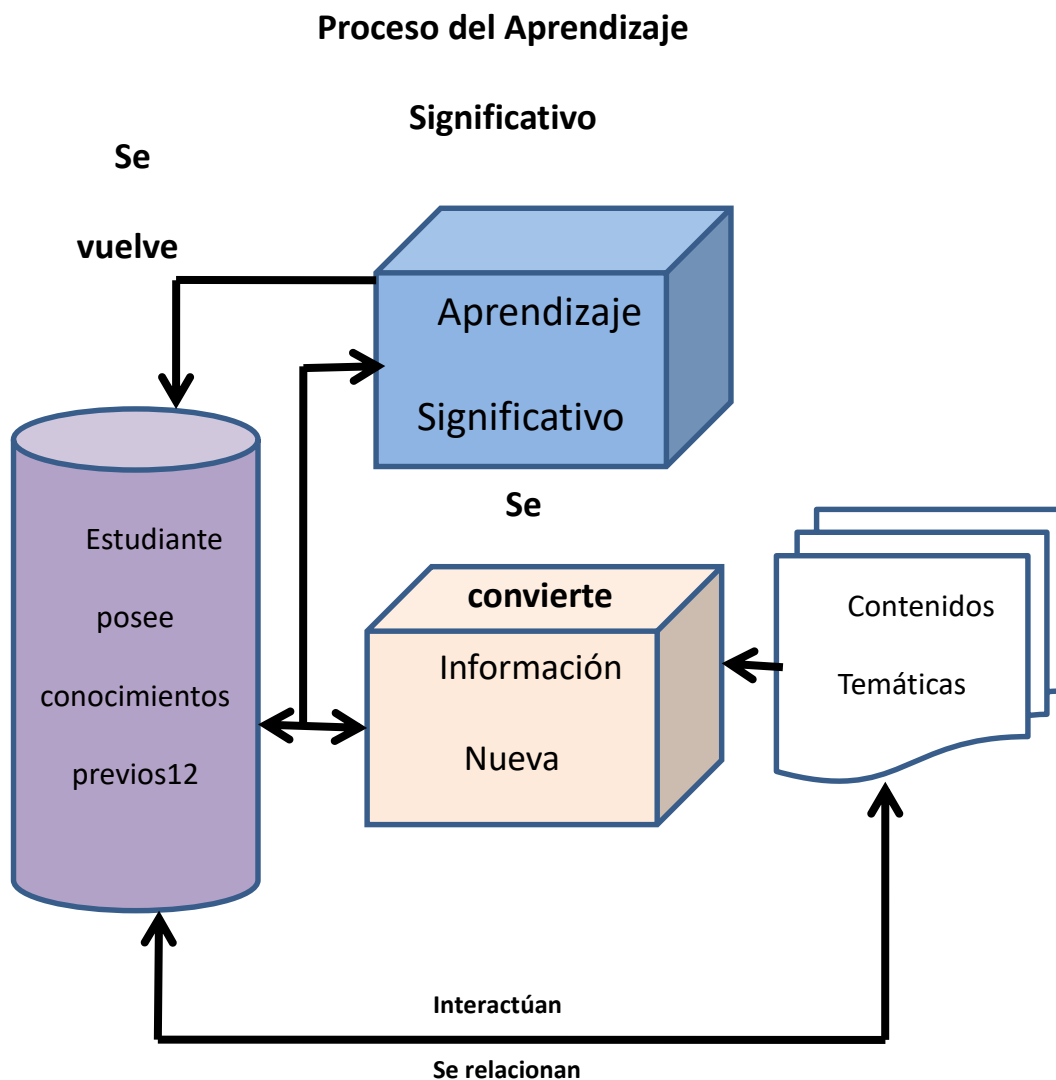 Proceso del Aprendizaje
Significativo
Se
vuelve
Aprendizaje
Significativo
Se
convierte
Información
Nueva
Estudiante
posee
conocimientos
previos12
Contenidos
Temáticas
Interactúan
Se relacionan